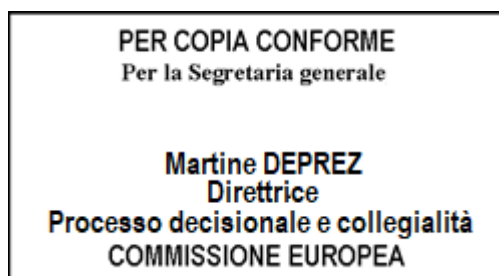 PER COPIA CONFORME
Per la Segretaria generale
Martine DEPREZ
Direttrice
Processo decisionale e collegialità
COMMISSIONE EUROPEA